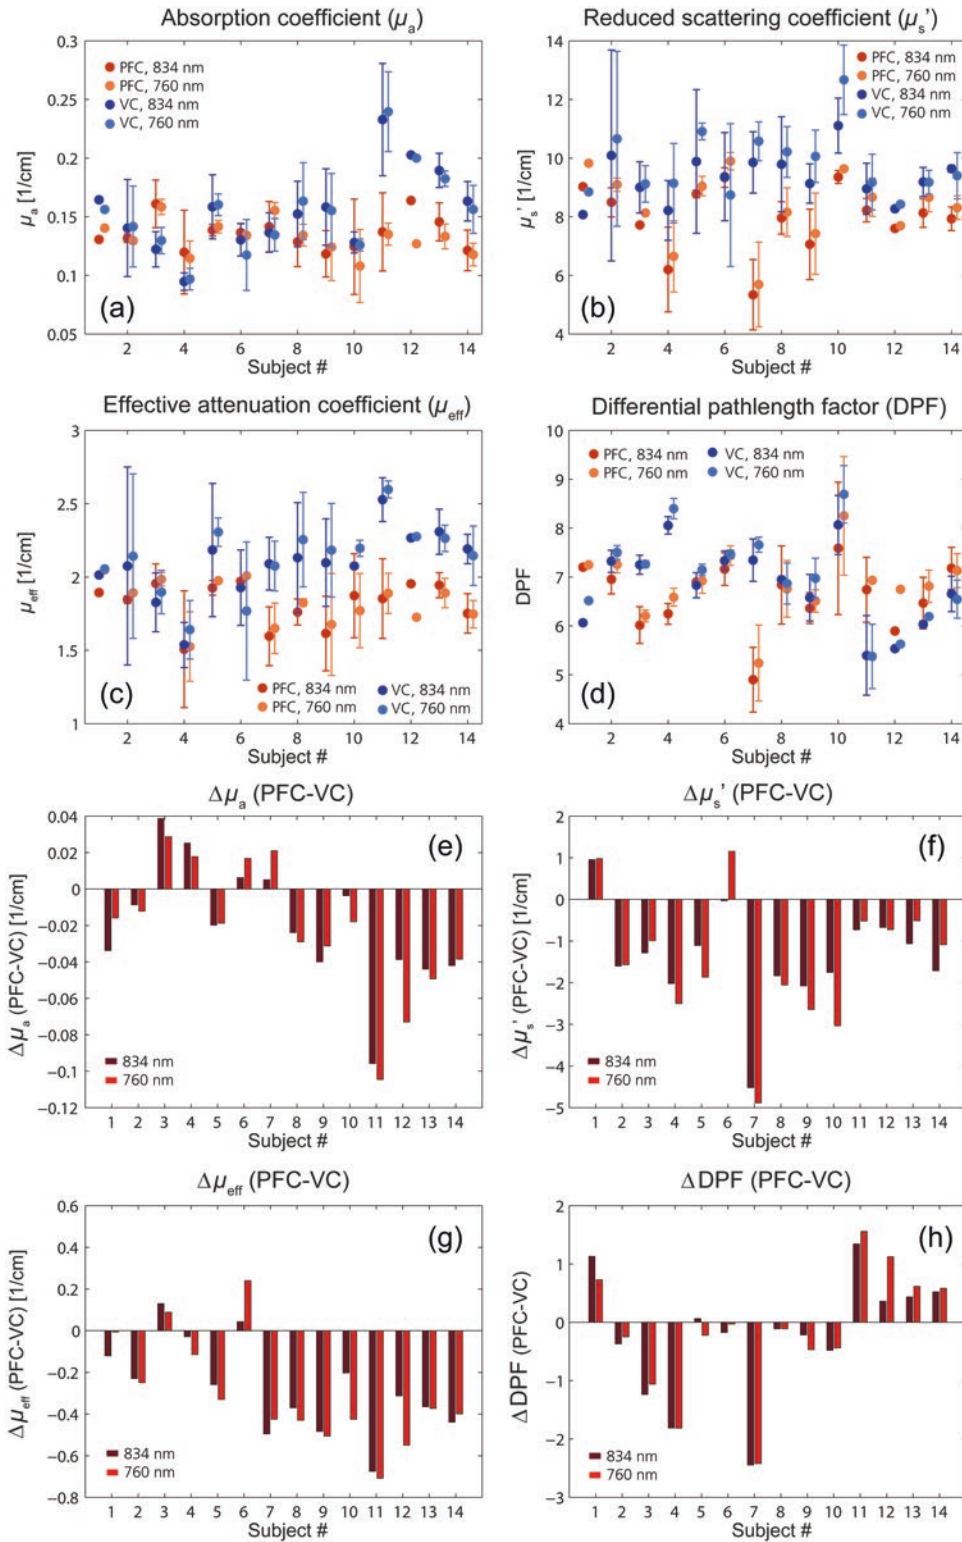 Absorption coefficient (μa)
0.3
0.25
0.2
0.15
0.1
0.05
μa [1/cm]
PFC, 834 nm
PFC, 760 nm
VC, 834 nm
VC, 760 nm
(a)
2 4 6 8 10 12 14
Subject #
Reduced scattering coefficient (μs’)
14
12
10
8
6
4
μs’ [1/cm]
PFC, 834 nm
PFC, 760 nm
VC, 834 nm
VC, 760 nm
(b)
2 4 6 8 10 12 14
Subject #
Effective attenuation coefficient (μeff)
3
2.5
2
1.5
1
μeff [1/cm]
(c)
PFC, 834 nm VC, 834 nm
PFC, 760 nm VC, 760 nm
2 4 6 8 10 12 14
Subject #
Differential pathlength factor (DPF)
10
9
8
7
6
5
4
DPF
PFC, 834 nm VC, 834 nm
PFC, 760 nm VC, 760 nm
(d)
2 4 6 8 10 12 14
Subject #
Δμa (PFC-VC)
0.04
0.02
0
−0.02
−0.04
−0.06
−0.08
−0.1
−0.12
Δμa (PFC-VC) [1/cm]
(e)
834 nm
760 nm
1 2 3 4 5 6 7 8 9 10 11 12 13 14
Subject #
Δμs’ (PFC-VC)
2
1
0
−1
−2
−3
−4
−5
Δμs’ (PFC-VC) [1/cm]
(f)
834 nm
760 nm
1 2 3 4 5 6 7 8 9 10 11 12 13 14
Subject #
Δμeff (PFC-VC)
0.6
0.4
0.2
0
−0.2
−0.4
−0.6
−0.8
Δμeff (PFC-VC) [1/cm]
(g)
834 nm
760 nm
1 2 3 4 5 6 7 8 9 10 11 12 13 14
Subject #
ΔDPF (PFC-VC)
2
1
0
−1
−2
−3
ΔDPF (PFC-VC)
(h)
834 nm
760 nm
1 2 3 4 5 6 7 8 9 10 11 12 13 14
Subject #